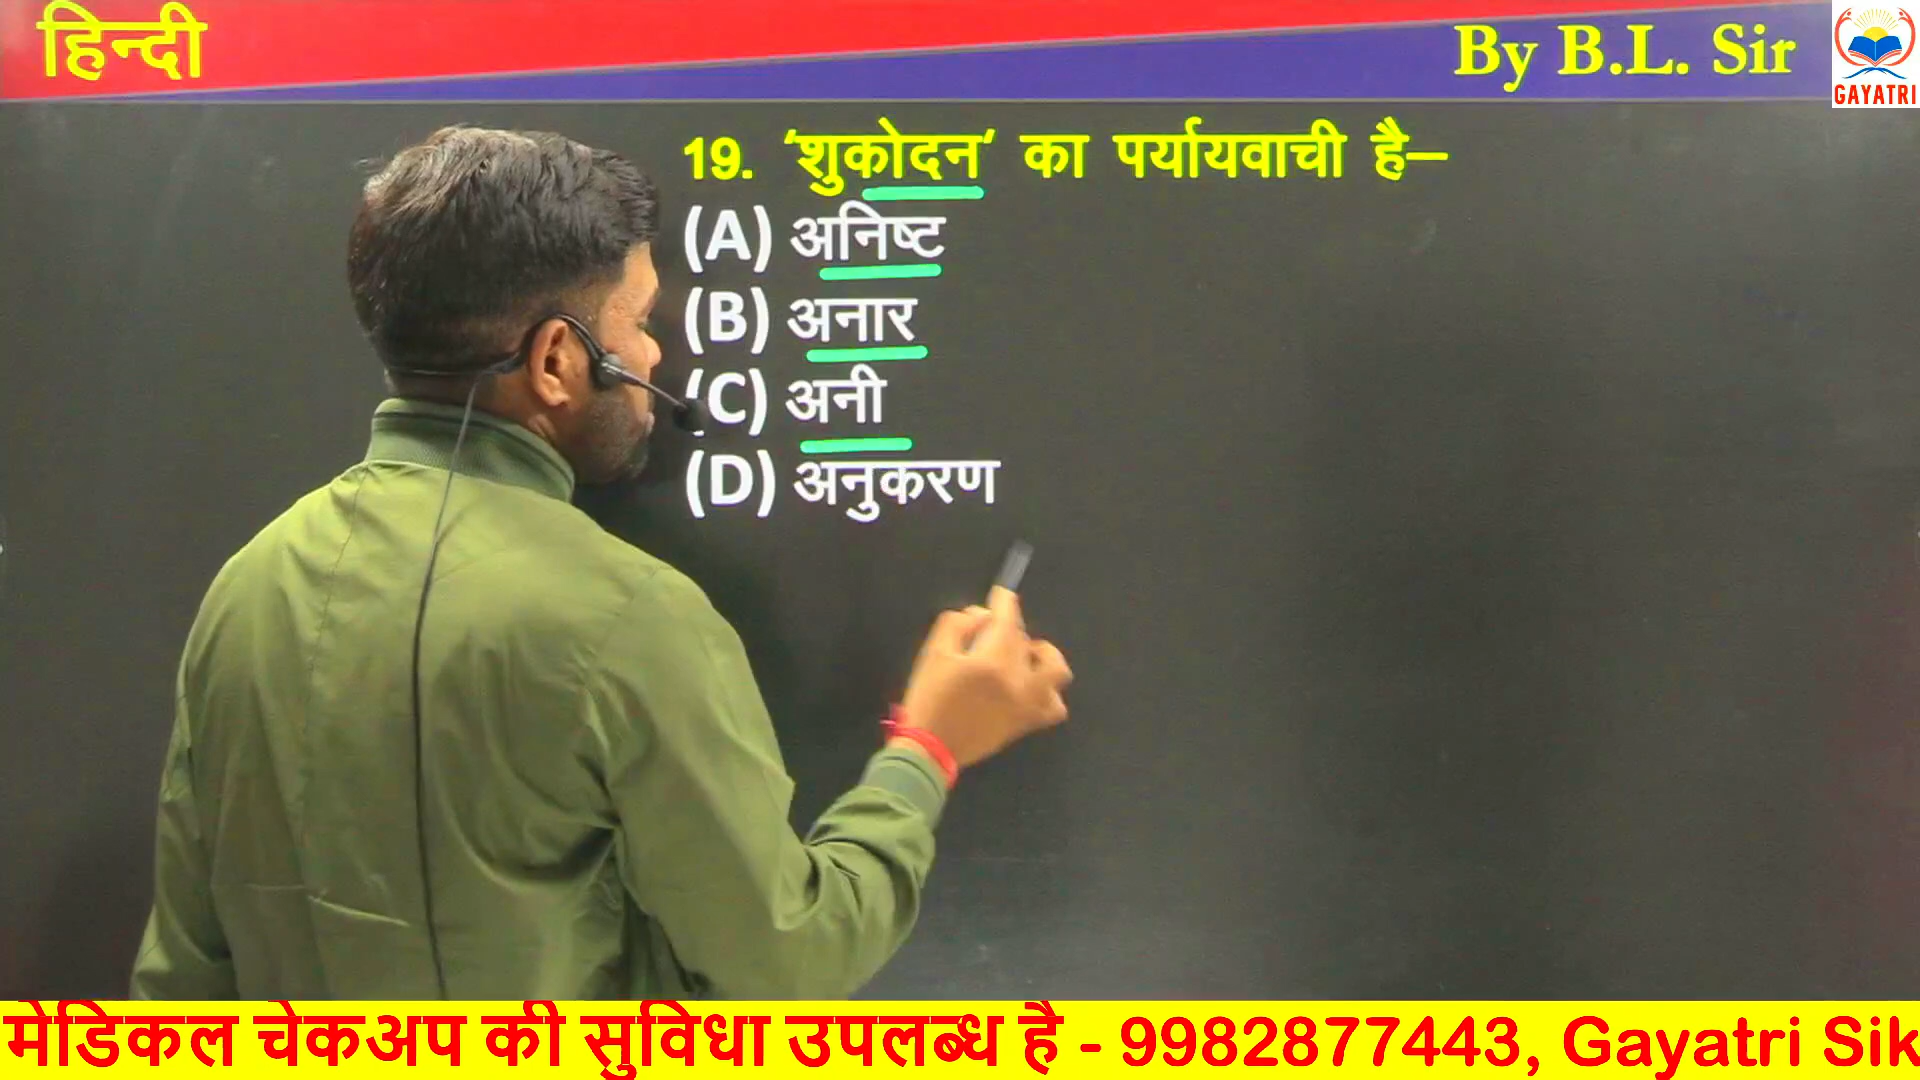 हिन्दी
By B.L. Sir
GAYATRI
19. ‘शुकोदन’ का पर्यायवाची है–
(A) अनिष्ट
(B) अनार
(C) अनी
(D) अनुकरण
मेडिकल चेकअप की सुविधा उपलब्ध है - 9982877443, Gayatri Sik